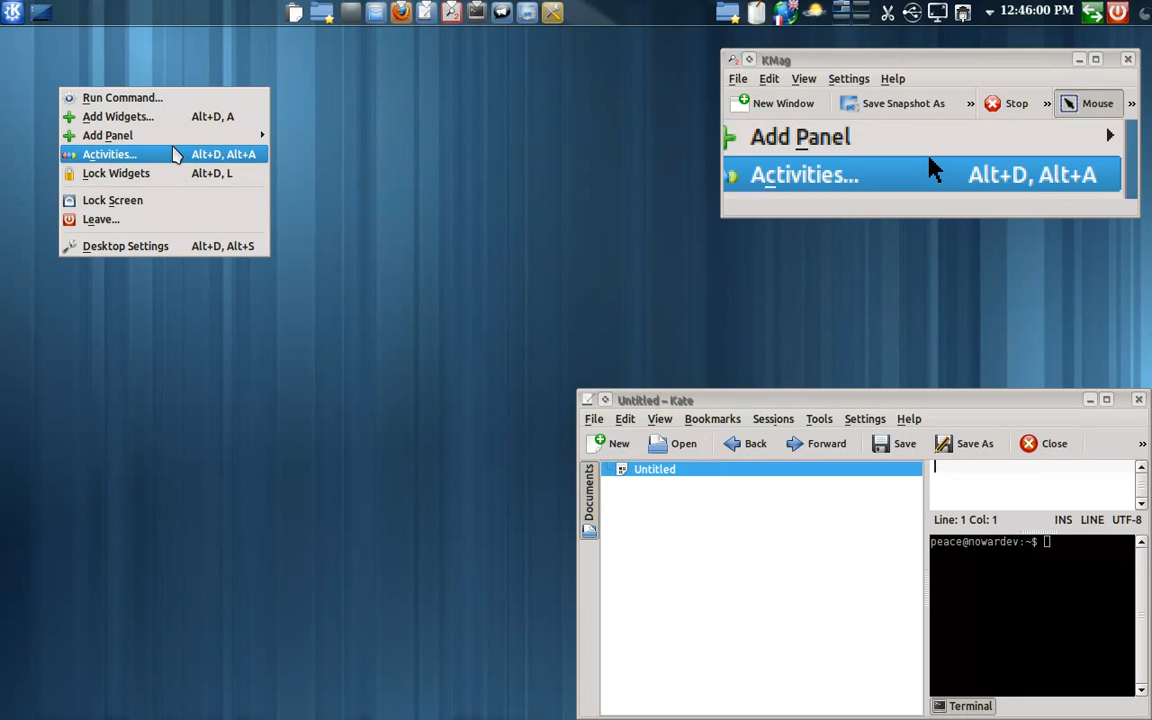 12:46:00 PM
Run Command...
Add Widgets... Alt+D, A
Add Panel
Activities... Alt+D, Alt+A
Lock Widgets Alt+D, L
Lock Screen
Leave...
Desktop Settings Alt+D, Alt+S
KMag
File Edit View Settings Help
New Window Save Snapshot As » Stop » Mouse »
Add Panel
Activities... Alt+D, Alt+A
Untitled – Kate
File Edit View Bookmarks Sessions Tools Settings Help
New Open Back Forward Save Save As Close »
Documents
Untitled
Line: 1 Col: 1 INS LINE UTF-8
peace@nowardev:~$
Terminal